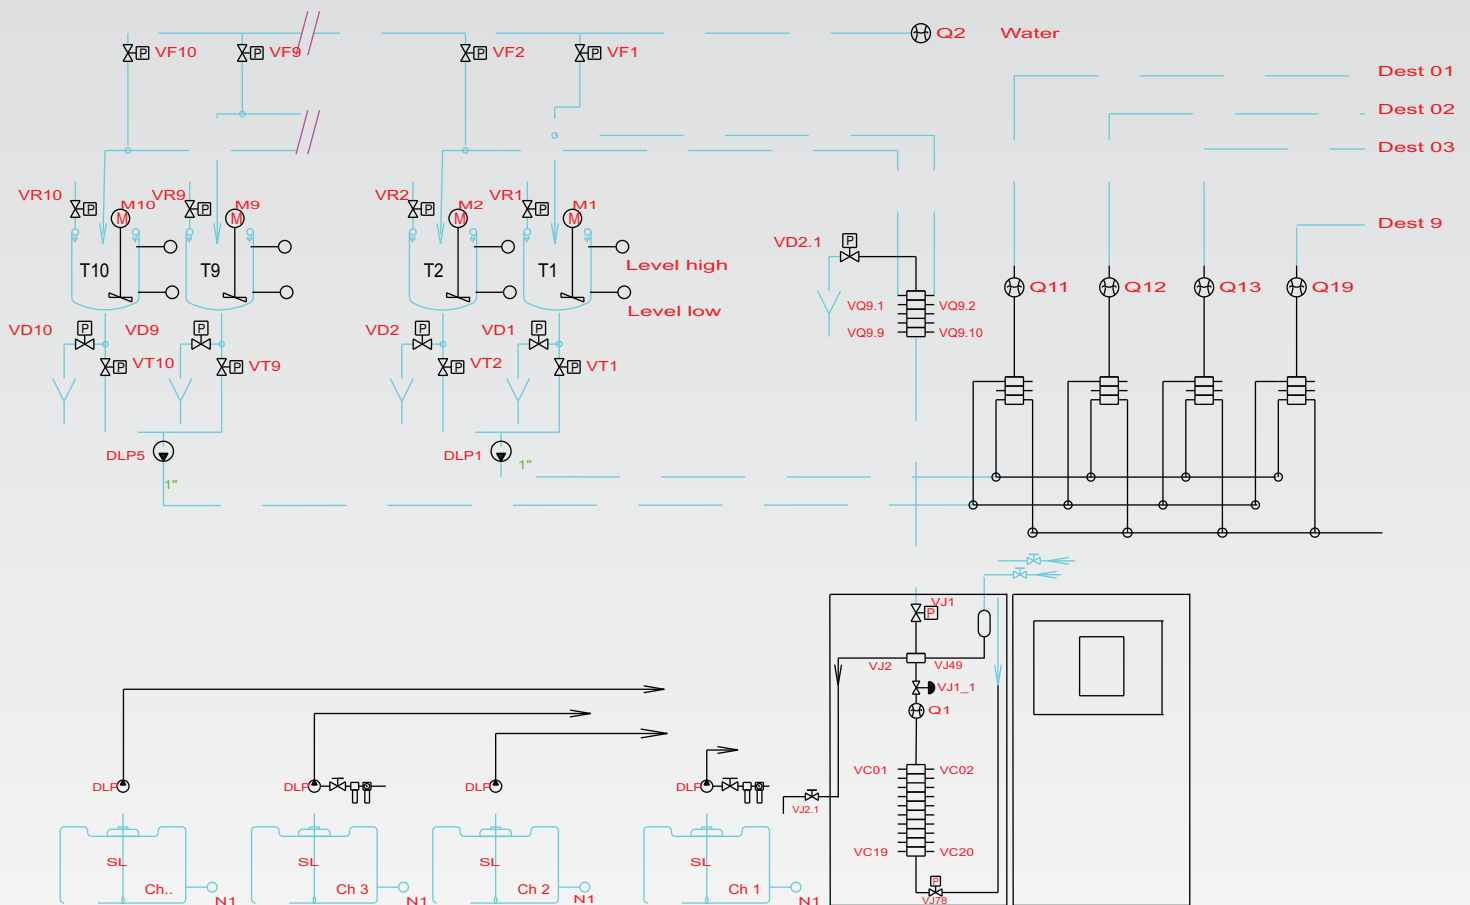 VF10
P
VF9
P
VF2
P
VF1
P
Q2
Water
Dest 01
Dest 02
Dest 03
Dest 9
VR10
P
M10
M
VR9
P
M9
M
VR2
P
M2
M
VR1
P
M1
M
T10
T9
T2
T1
Level high
Level low
VD2.1
P
VQ9.1
VQ9.2
VQ9.9
VQ9.10
Q11
Q12
Q13
Q19
VD10
P
VD9
P
VD2
P
VD1
P
VT10
P
VT9
P
VT2
P
VT1
P
DLP5
1"
DLP1
1"
VJ1
P
VJ2
VJ49
VJ1_1
Q1
VC01
VC02
VJ2.1
VC19
VC20
P
VJ78
DLP
DLP
DLP
DLP
SL
SL
SL
SL
Ch..
Ch 3
Ch 2
Ch 1
N1
N1
N1
N1